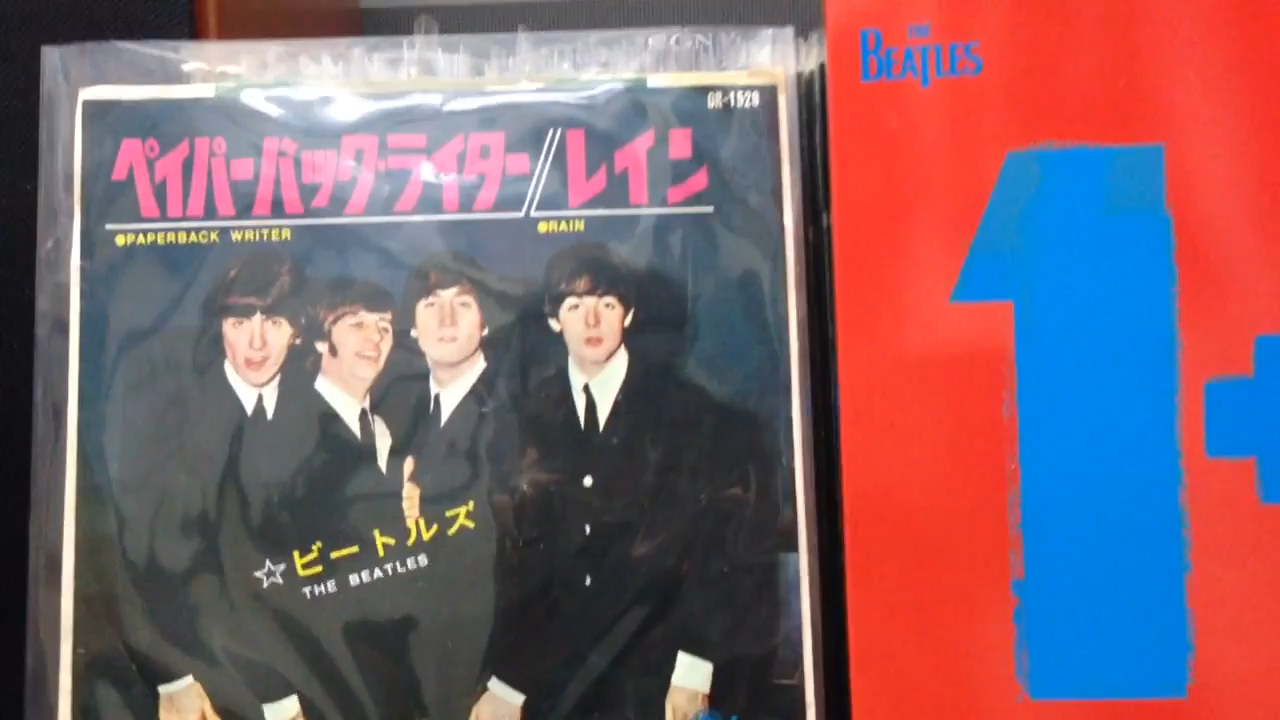 OR-1529
ペイパーバック・ライター//レイン
●PAPERBACK WRITER ●RAIN
☆ビートルズ
THE BEATLES
THE
BEATLES
1+